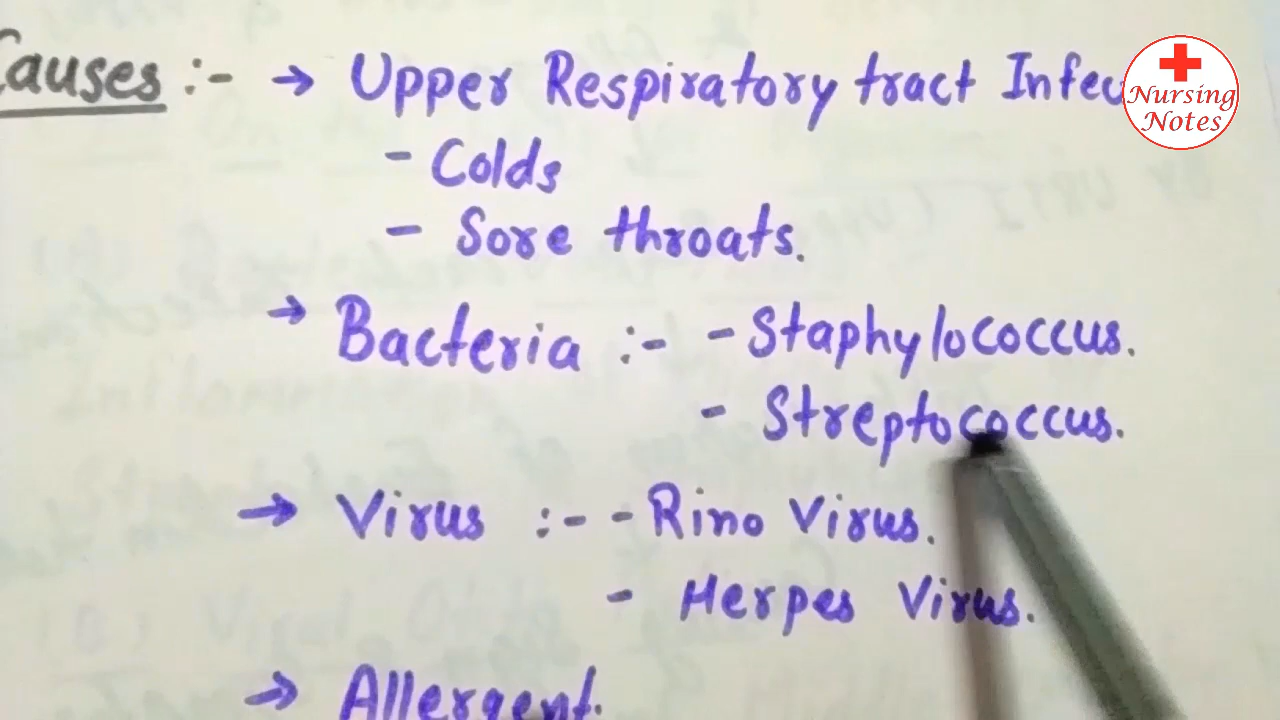 Causes :- → Upper Respiratory tract Infec
- Colds
- Sore throats.
→ Bacteria :- - Staphylococcus.
- Streptococcus.
→ Virus :- - Rino Virus.
- Herpes Virus.
→ Allergent.
Nursing
Notes